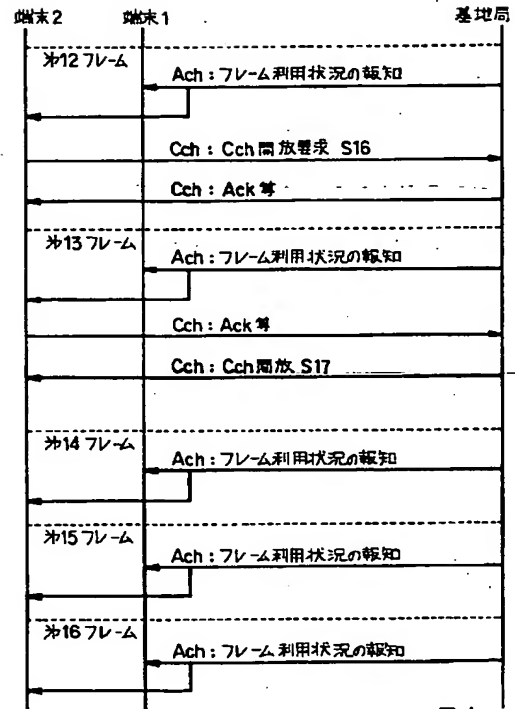 端末2 端末1 基地局
第12フレーム
Ach:フレーム利用状況の報知
Cch:Cch開放要求 S16
Cch:Ack等
第13フレーム
Ach:フレーム利用状況の報知
Cch:Ack等
Cch:Cch開放 S17
第14フレーム
Ach:フレーム利用状況の報知
第15フレーム
Ach:フレーム利用状況の報知
第16フレーム
Ach:フレーム利用状況の報知